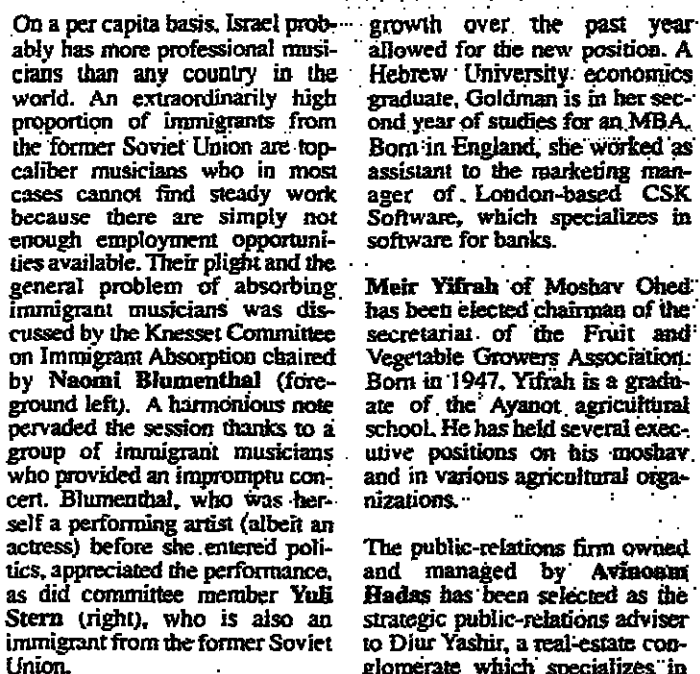 On a per capita basis, Israel prob-
ably has more professional musi-
cians than any country in the
world. An extraordinarily high
proportion of immigrants from
the former Soviet Union are top-
caliber musicians who in most
cases cannot find steady work
because there are simply not
enough employment opportuni-
ties available. Their plight and the
general problem of absorbing
immigrant musicians was dis-
cussed by the Knesset Committee
on Immigrant Absorption chaired
by Naomi Blumenthal (fore-
ground left). A harmonious note
pervaded the session thanks to a
group of immigrant musicians
who provided an impromptu con-
cert. Blumenthal, who was her-
self a performing artist (albeit an
actress) before she entered poli-
tics, appreciated the performance,
as did committee member Yuli
Stern (right), who is also an
immigrant from the former Soviet
Union.
growth over the past year
allowed for the new position. A
Hebrew University economics
graduate, Goldman is in her sec-
ond year of studies for an MBA.
Born in England, she worked as
assistant to the marketing man-
ager of London-based CSK
Software, which specializes in
software for banks.
Meir Yifrah of Moshav Ohed
has been elected chairman of the
secretariat of the Fruit and
Vegetable Growers Association.
Born in 1947, Yifrah is a gradu-
ate of the Ayanot agricultural
school. He has held several exec-
utive positions on his moshav
and in various agricultural orga-
nizations.
The public-relations firm owned
and managed by Avinoam
Hadas has been selected as the
strategic public-relations adviser
to Diur Yashir, a real-estate con-
glomerate which specializes in